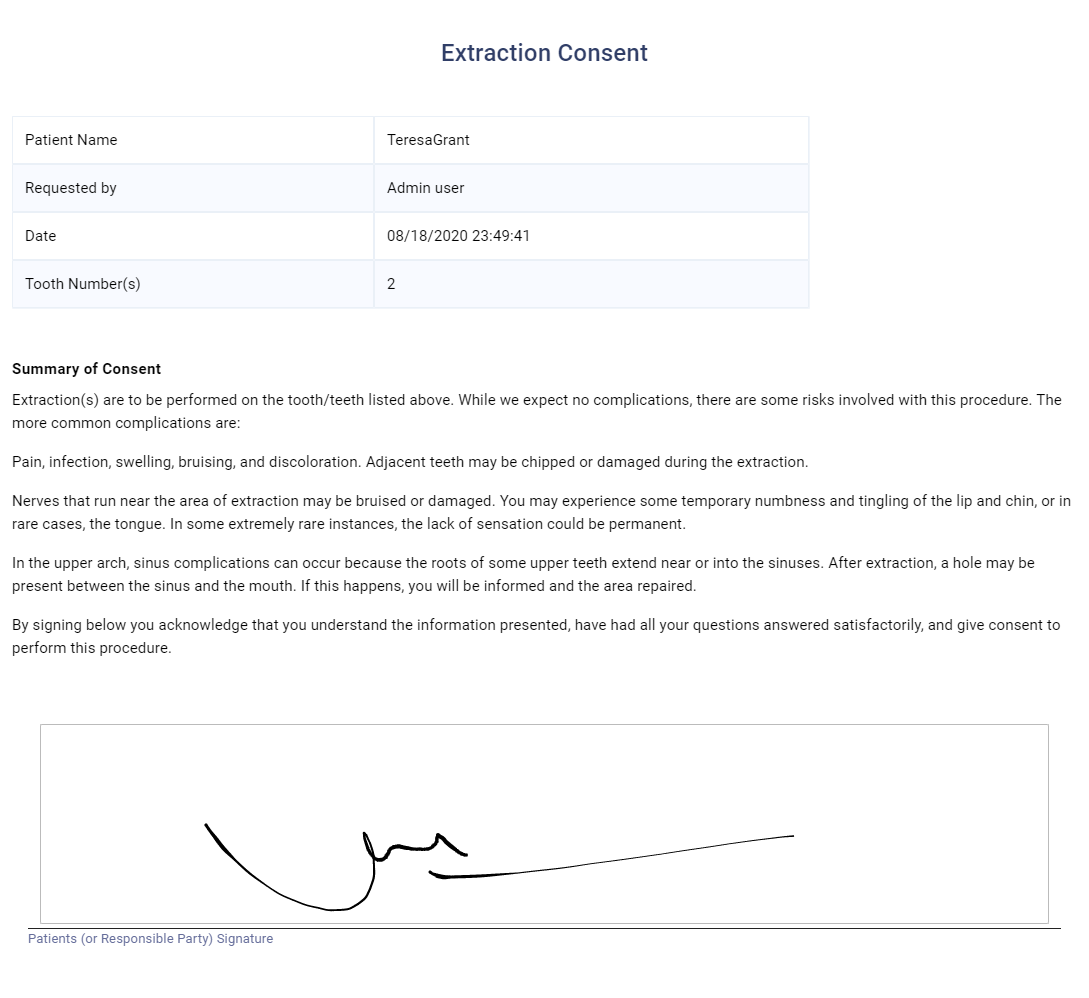 Extraction Consent
Patient Name TeresaGrant
Requested by Admin user
Date 08/18/2020 23:49:41
Tooth Number(s) 2
Summary of Consent
Extraction(s) are to be performed on the tooth/teeth listed above. While we expect no complications, there are some risks involved with this procedure. The
more common complications are:
Pain, infection, swelling, bruising, and discoloration. Adjacent teeth may be chipped or damaged during the extraction.
Nerves that run near the area of extraction may be bruised or damaged. You may experience some temporary numbness and tingling of the lip and chin, or in
rare cases, the tongue. In some extremely rare instances, the lack of sensation could be permanent.
In the upper arch, sinus complications can occur because the roots of some upper teeth extend near or into the sinuses. After extraction, a hole may be
present between the sinus and the mouth. If this happens, you will be informed and the area repaired.
By signing below you acknowledge that you understand the information presented, have had all your questions answered satisfactorily, and give consent to
perform this procedure.
Patients (or Responsible Party) Signature